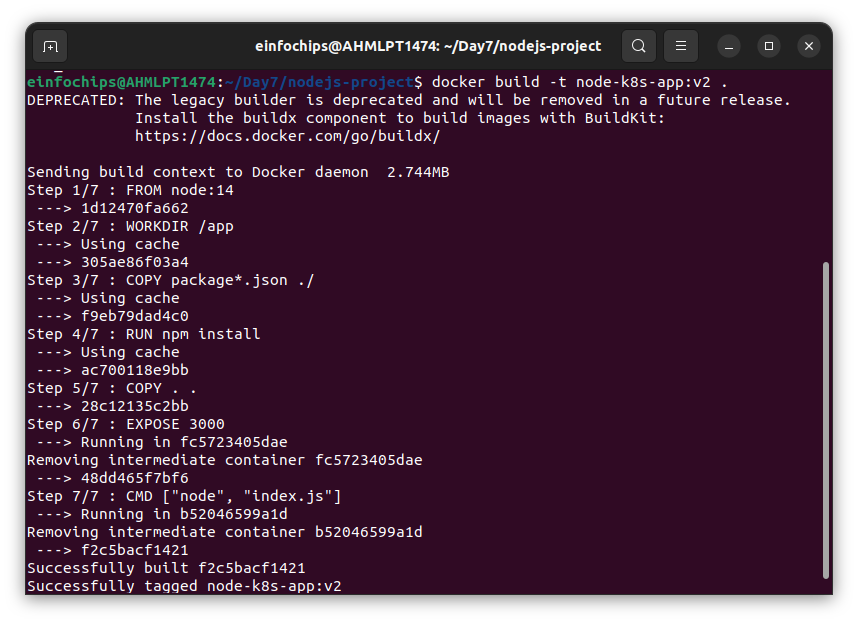 einfochips@AHMLPT1474: ~/Day7/nodejs-project
einfochips@AHMLPT1474:~/Day7/nodejs-project$ docker build -t node-k8s-app:v2 .
DEPRECATED: The legacy builder is deprecated and will be removed in a future release.
            Install the buildx component to build images with BuildKit:
            https://docs.docker.com/go/buildx/

Sending build context to Docker daemon  2.744MB
Step 1/7 : FROM node:14
 ---> 1d12470fa662
Step 2/7 : WORKDIR /app
 ---> Using cache
 ---> 305ae86f03a4
Step 3/7 : COPY package*.json ./
 ---> Using cache
 ---> f9eb79dad4c0
Step 4/7 : RUN npm install
 ---> Using cache
 ---> ac700118e9bb
Step 5/7 : COPY . .
 ---> 28c12135c2bb
Step 6/7 : EXPOSE 3000
 ---> Running in fc5723405dae
Removing intermediate container fc5723405dae
 ---> 48dd465f7bf6
Step 7/7 : CMD ["node", "index.js"]
 ---> Running in b52046599a1d
Removing intermediate container b52046599a1d
 ---> f2c5bacf1421
Successfully built f2c5bacf1421
Successfully tagged node-k8s-app:v2